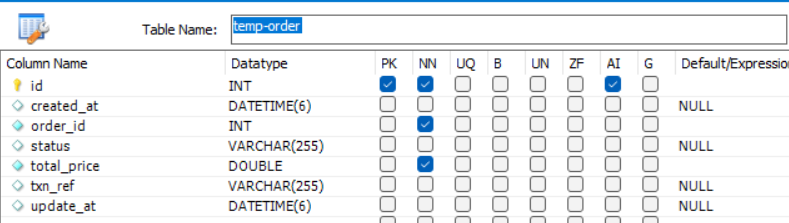 Table Name: temp-order
Column Name Datatype PK NN UQ B UN ZF AI G Default/Expressio
id INT
created_at DATETIME(6) NULL
order_id INT
status VARCHAR(255) NULL
total_price DOUBLE
txn_ref VARCHAR(255) NULL
update_at DATETIME(6) NULL